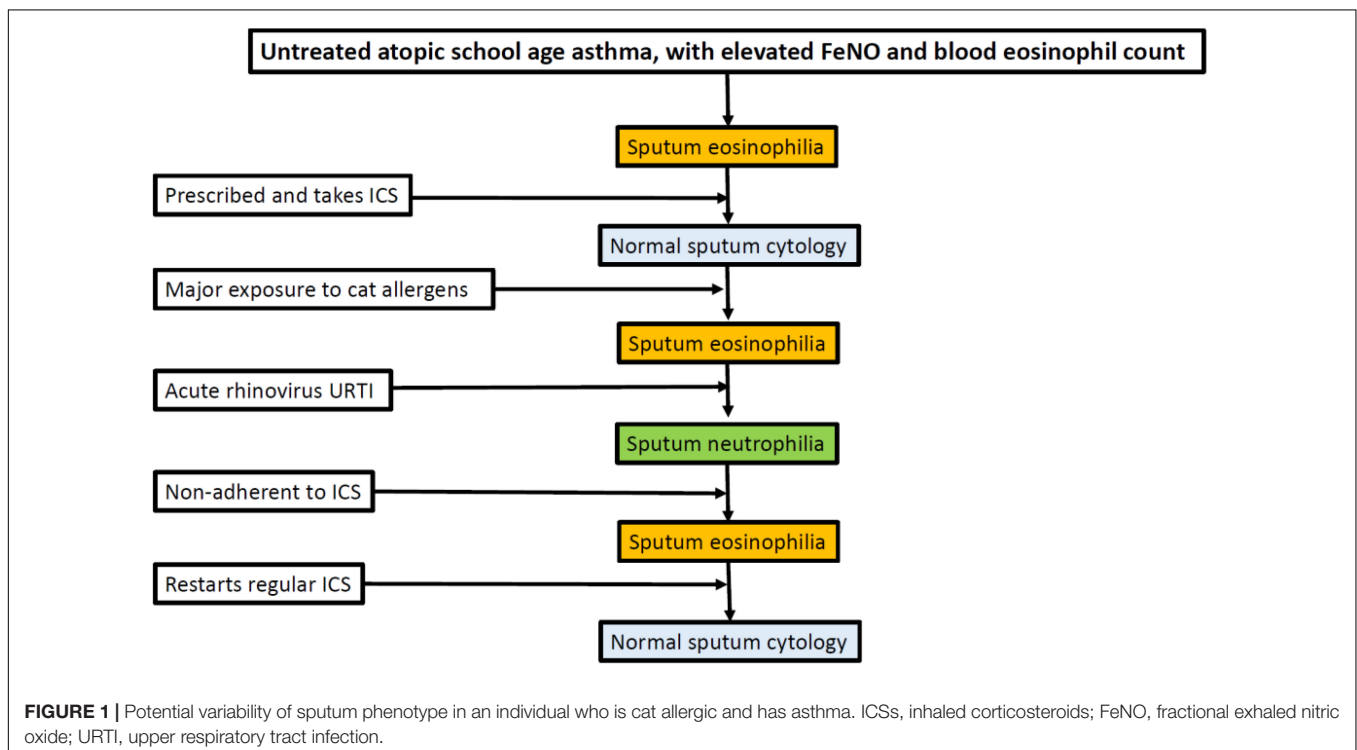 Untreated atopic school age asthma, with elevated FeNO and blood eosinophil count
Sputum eosinophilia
Prescribed and takes ICS
Normal sputum cytology
Major exposure to cat allergens
Sputum eosinophilia
Acute rhinovirus URTI
Sputum neutrophilia
Non-adherent to ICS
Sputum eosinophilia
Restarts regular ICS
Normal sputum cytology
FIGURE 1 | Potential variability of sputum phenotype in an individual who is cat allergic and has asthma. ICSs, inhaled corticosteroids; FeNO, fractional exhaled nitric
oxide; URTI, upper respiratory tract infection.